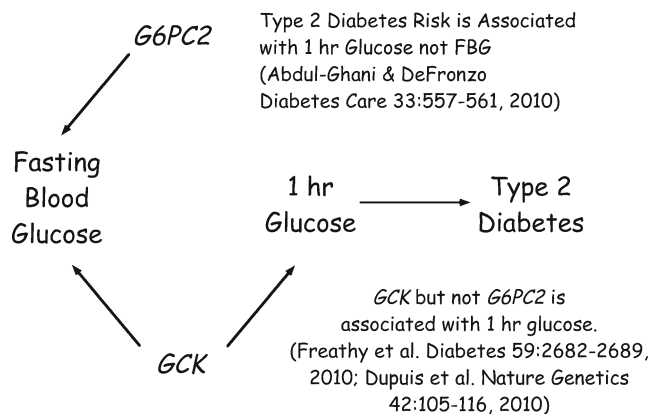 G6PC2
Type 2 Diabetes Risk is Associated
with 1 hr Glucose not FBG
(Abdul-Ghani & DeFronzo
Diabetes Care 33:557-561, 2010)
Fasting
Blood
Glucose
1 hr
Glucose
Type 2
Diabetes
GCK
GCK but not G6PC2 is
associated with 1 hr glucose.
(Freathy et al. Diabetes 59:2682-2689,
2010; Dupuis et al. Nature Genetics
42:105-116, 2010)